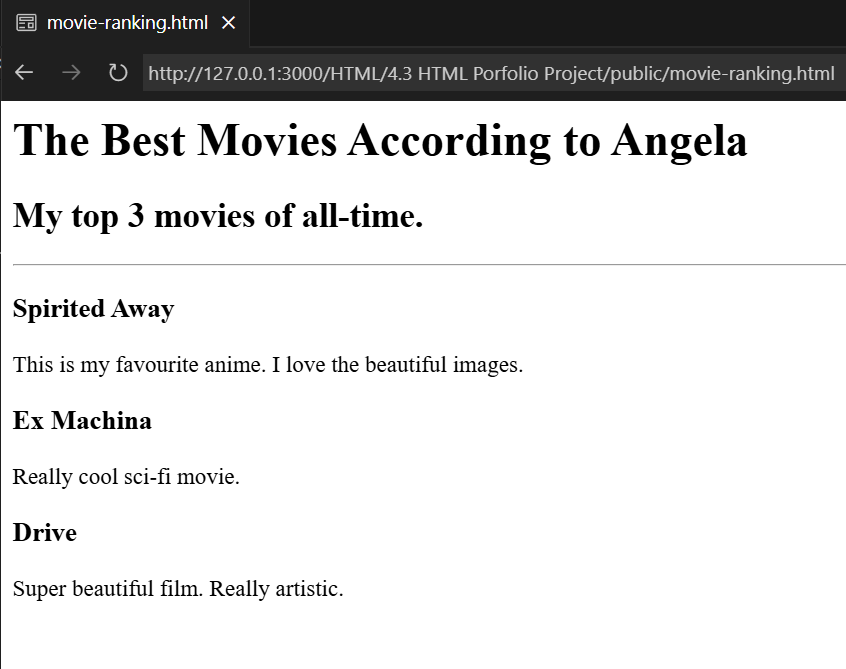 movie-ranking.html
http://127.0.0.1:3000/HTML/4.3 HTML Porfolio Project/public/movie-ranking.html
The Best Movies According to Angela
My top 3 movies of all-time.
Spirited Away
This is my favourite anime. I love the beautiful images.
Ex Machina
Really cool sci-fi movie.
Drive
Super beautiful film. Really artistic.